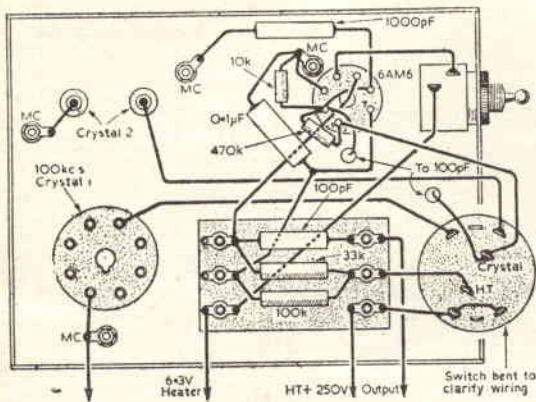 1000pF
MC
10k
6AM6
MC
0·1μF
MC
Crystal 2
470k
To 100pF
100kcs
Crystal 1
100pF
Crystal
33k
H.T.
100k
MC
6·3V
Heater
HT+ 250V Output
Switch bent to
clarify wiring